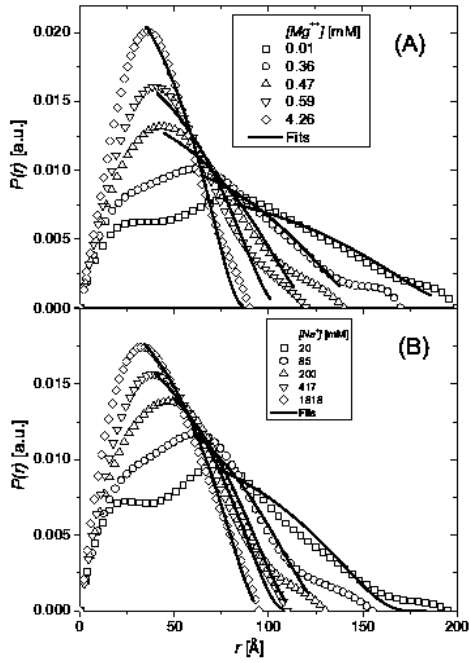 [Mg++] [mM]
0.01
0.36
0.47
0.59
4.26
Fits
(A)
P(r) [a.u.]
0.020
0.015
0.010
0.005
0.000
[Na+] [mM]
20
85
200
417
1818
Fits
(B)
P(r) [a.u.]
0.015
0.010
0.005
0.000
0 50 100 150 200
r [Å]